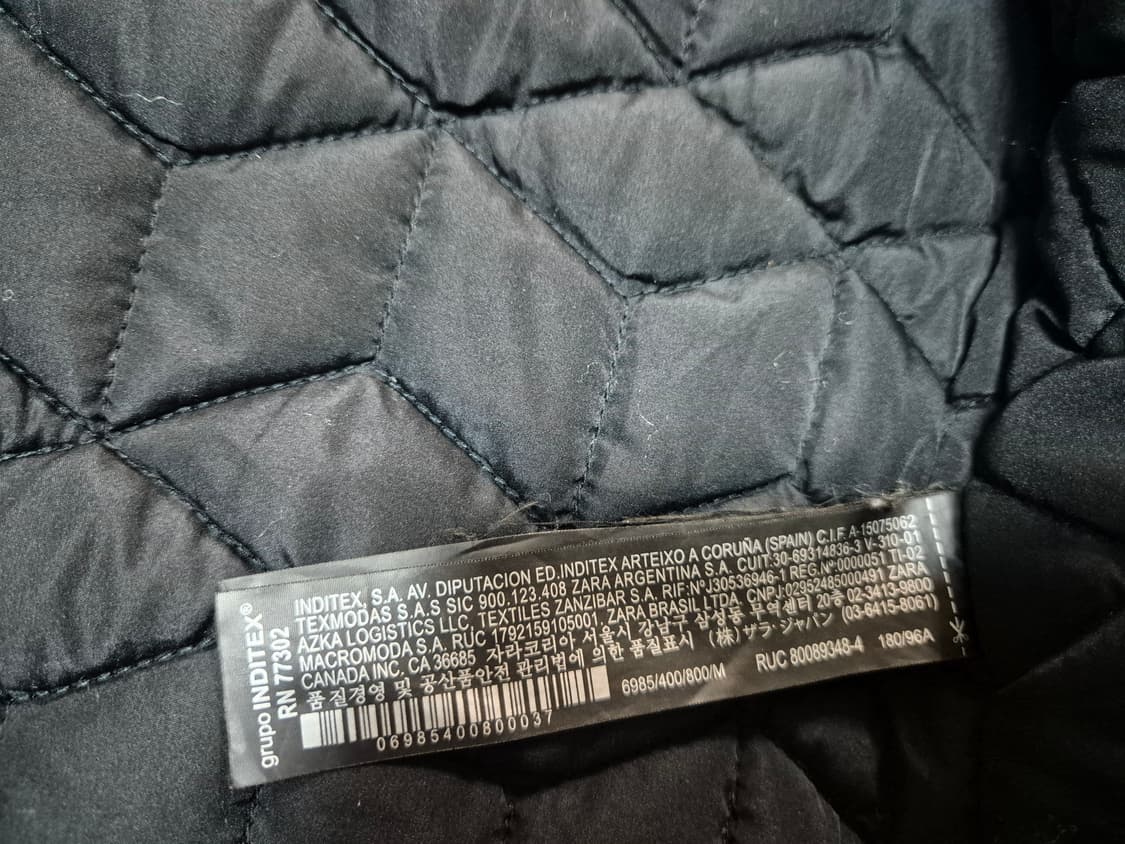 grupo INDITEX®
RN 77302
INDITEX, S.A. AV. DIPUTACION ED.INDITEX ARTEIXO A CORUÑA (SPAIN) C.I.F. A-15075062
TEXMODAS S.A.S SIC 900.123.408 ZARA ARGENTINA S.A. CUIT:30-69314836-3 V-310-01
AZKA LOGISTICS LLC, TEXTILES ZANZIBAR S.A. RIF:NºJ30536946-1 REG.Nº0000051 TI-02
MACROMODA S.A. RUC 1792159105001. ZARA BRASIL LTDA, CNPJ:02952485000491 ZARA
CANADA INC. CA 36685 자라코리아 서울시 강남구 삼성동 무역센터 20층 02-3413-9800
품질경영 및 공산품안전 관리법에 의한 품질표시 (株)ザラ・ジャパン (03-6415-8061)
6985/400/800/M RUC 80089348-4 180/96A
06985400800037